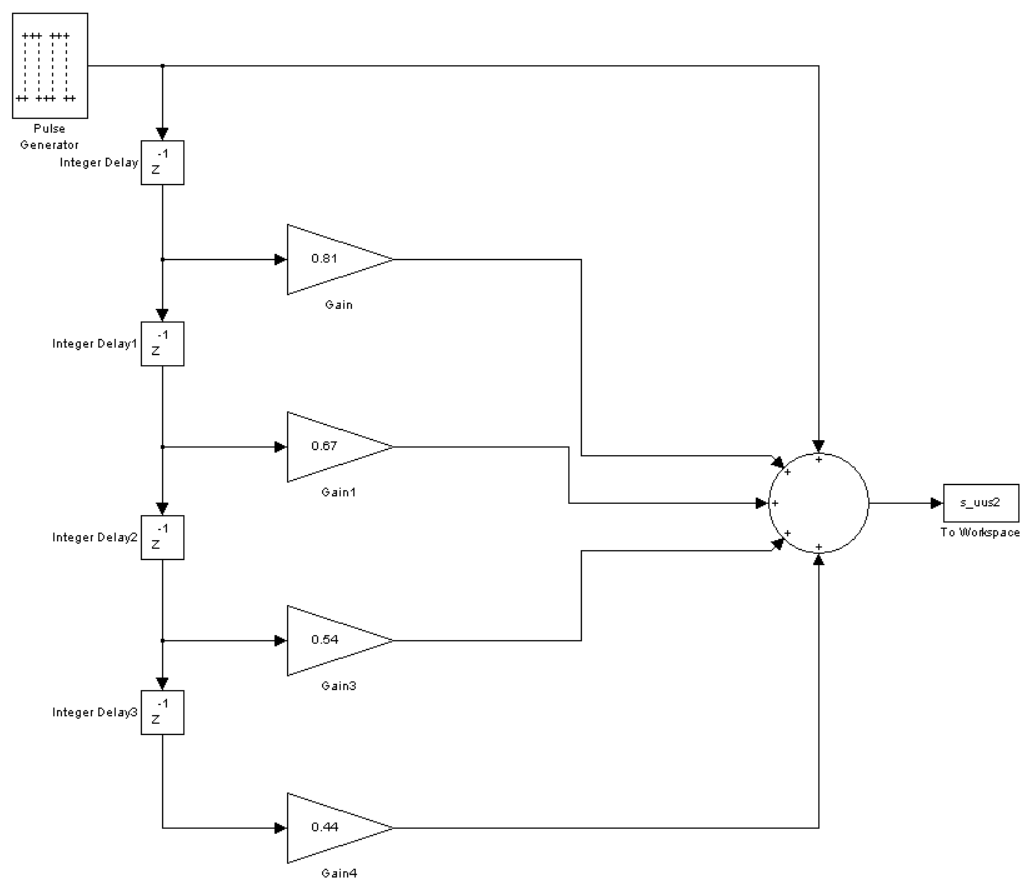 Pulse
Generator
Integer Delay
-1
Z
0.81
Gain
Integer Delay1
-1
Z
0.67
Gain1
+
+
+
+
+
s_uus2
To Workspace
Integer Delay2
-1
Z
0.54
Gain3
Integer Delay3
-1
Z
0.44
Gain4